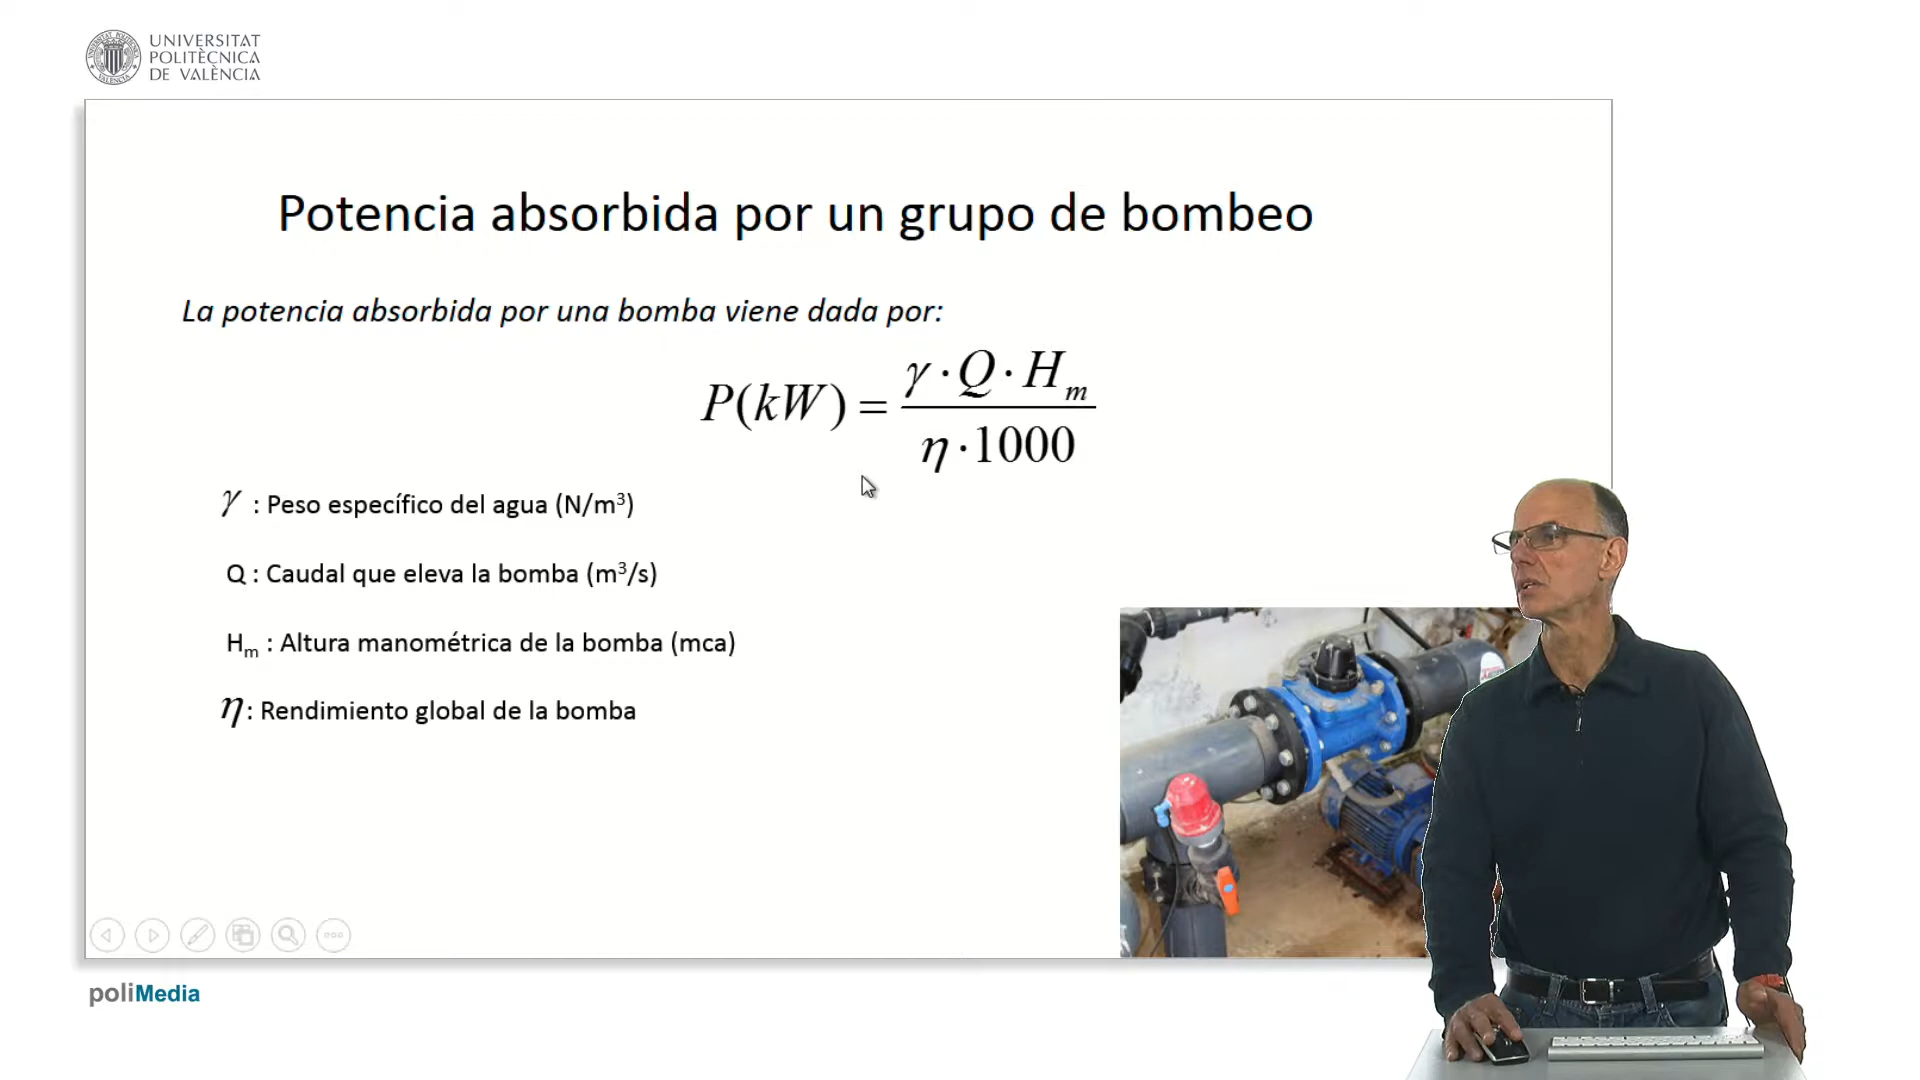 UNIVERSITAT
POLITÈCNICA
DE VALÈNCIA
Potencia absorbida por un grupo de bombeo
La potencia absorbida por una bomba viene dada por:
P(kW) = γ · Q · Hₘ / η · 1000
γ : Peso específico del agua (N/m³)
Q : Caudal que eleva la bomba (m³/s)
Hₘ : Altura manométrica de la bomba (mca)
η : Rendimiento global de la bomba
poliMedia